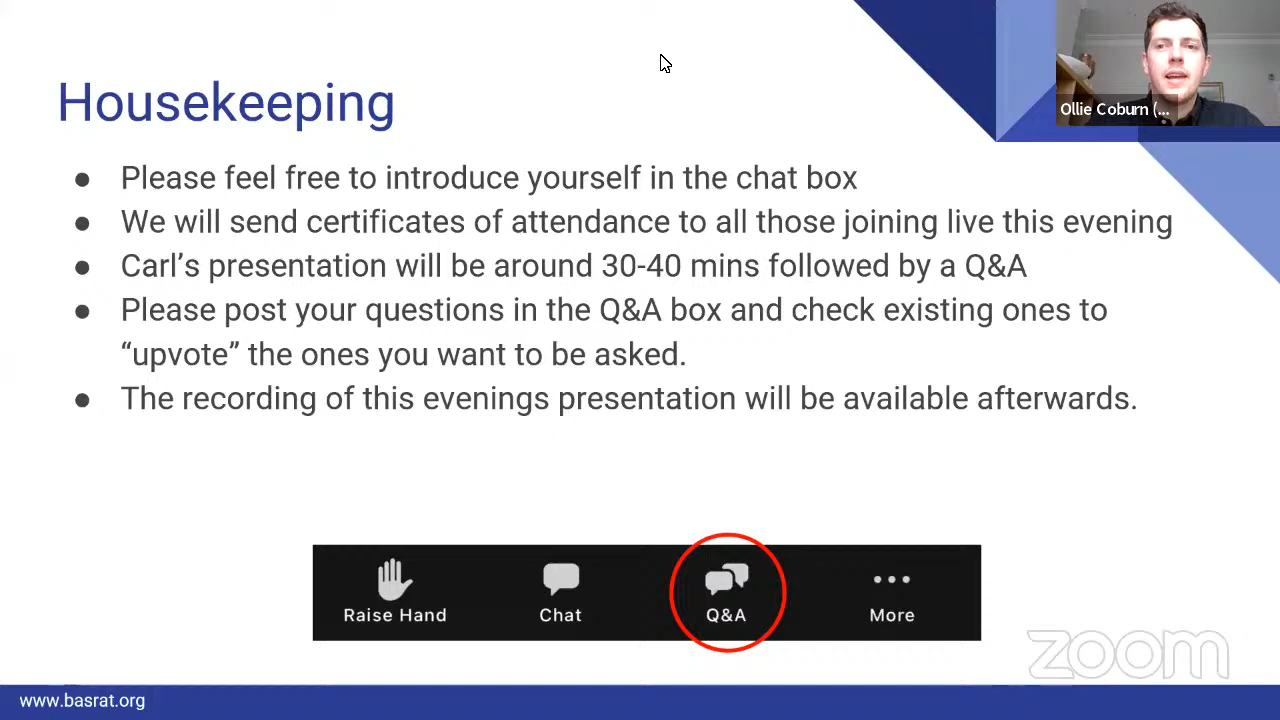 Ollie Coburn (...
Housekeeping
● Please feel free to introduce yourself in the chat box
● We will send certificates of attendance to all those joining live this evening
● Carl’s presentation will be around 30-40 mins followed by a Q&A
● Please post your questions in the Q&A box and check existing ones to
“upvote” the ones you want to be asked.
● The recording of this evenings presentation will be available afterwards.
Raise Hand Chat Q&A More
zoom
www.basrat.org